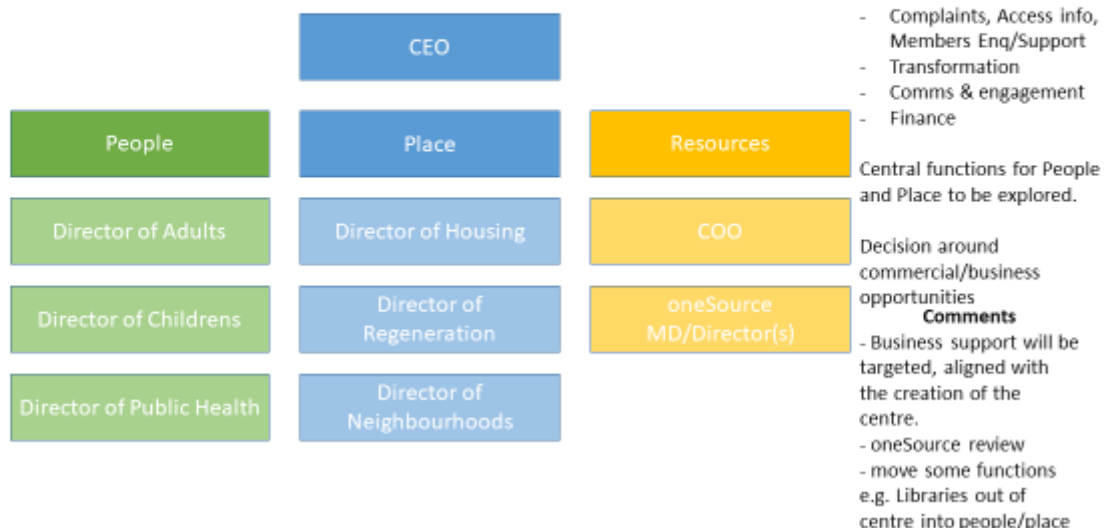 CEO
People
Place
Resources
Director of Adults
Director of Housing
COO
Director of Childrens
Director of
Regeneration
oneSource
MD/Director(s)
Director of Public Health
Director of
Neighbourhoods
- Complaints, Access info,
Members Enq/Support
- Transformation
- Comms & engagement
- Finance
Central functions for People
and Place to be explored.
Decision around
commercial/business
opportunities
Comments
- Business support will be
targeted, aligned with
the creation of the
centre.
- oneSource review
- move some functions
e.g. Libraries out of
centre into people/place